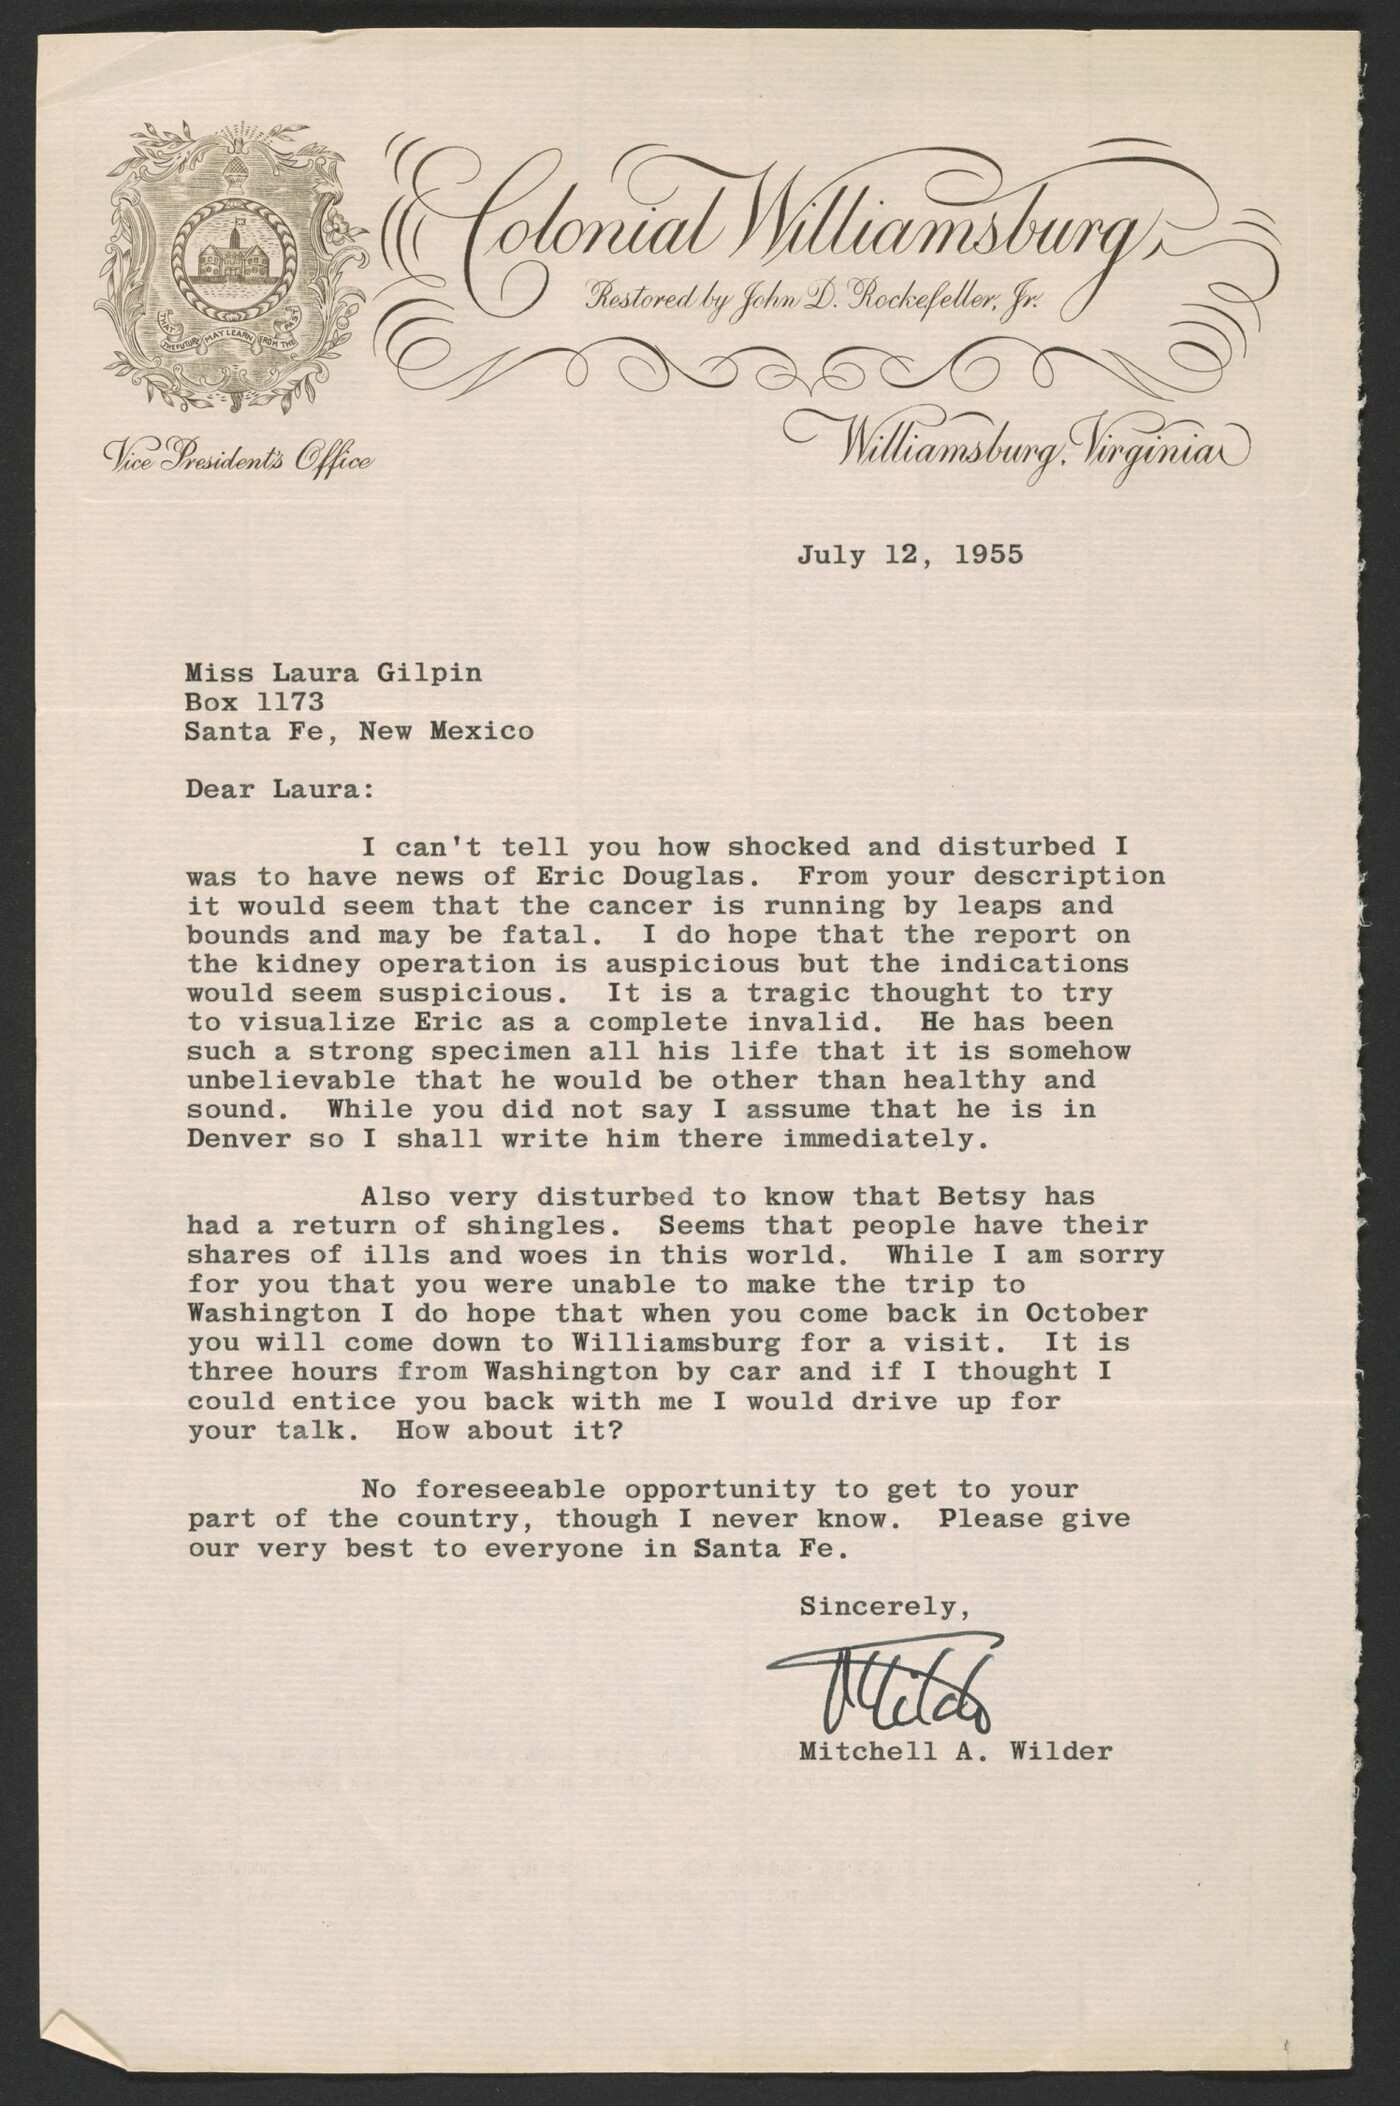 Colonial Williamsburg
Restored by John D. Rockefeller, Jr.
THAT THE FUTURE MAY LEARN FROM THE PAST
Vice President's Office
Williamsburg, Virginia
July 12, 1955
Miss Laura Gilpin
Box 1173
Santa Fe, New Mexico
Dear Laura:
I can't tell you how shocked and disturbed I
was to have news of Eric Douglas. From your description
it would seem that the cancer is running by leaps and
bounds and may be fatal. I do hope that the report on
the kidney operation is auspicious but the indications
would seem suspicious. It is a tragic thought to try
to visualize Eric as a complete invalid. He has been
such a strong specimen all his life that it is somehow
unbelievable that he would be other than healthy and
sound. While you did not say I assume that he is in
Denver so I shall write him there immediately.
Also very disturbed to know that Betsy has
had a return of shingles. Seems that people have their
shares of ills and woes in this world. While I am sorry
for you that you were unable to make the trip to
Washington I do hope that when you come back in October
you will come down to Williamsburg for a visit. It is
three hours from Washington by car and if I thought I
could entice you back with me I would drive up for
your talk. How about it?
No foreseeable opportunity to get to your
part of the country, though I never know. Please give
our very best to everyone in Santa Fe.
Sincerely,
Mitchell A. Wilder